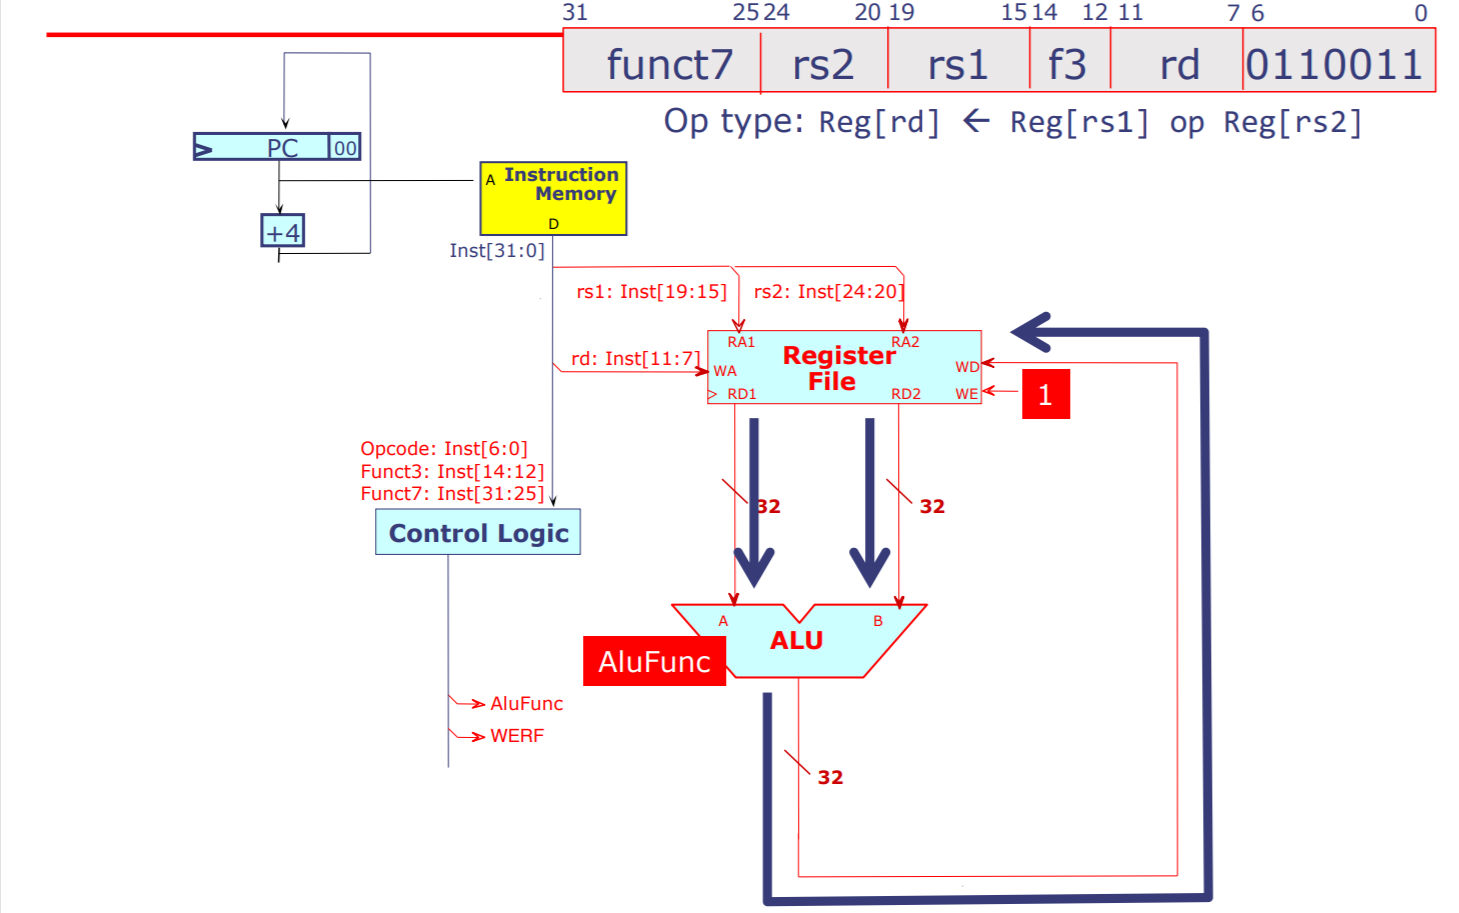 31 25 24 20 19 15 14 12 11 7 6 0
funct7 rs2 rs1 f3 rd 0110011
Op type: Reg[rd] ← Reg[rs1] op Reg[rs2]
PC 00
+4
A Instruction
Memory
D
Inst[31:0]
rs1: Inst[19:15] rs2: Inst[24:20]
RA1 RA2
Register
File
rd: Inst[11:7]
WA WD
RD1 RD2 WE
1
Opcode: Inst[6:0]
Funct3: Inst[14:12]
Funct7: Inst[31:25]
32 32
Control Logic
A B
ALU
AluFunc
AluFunc
WERF
32